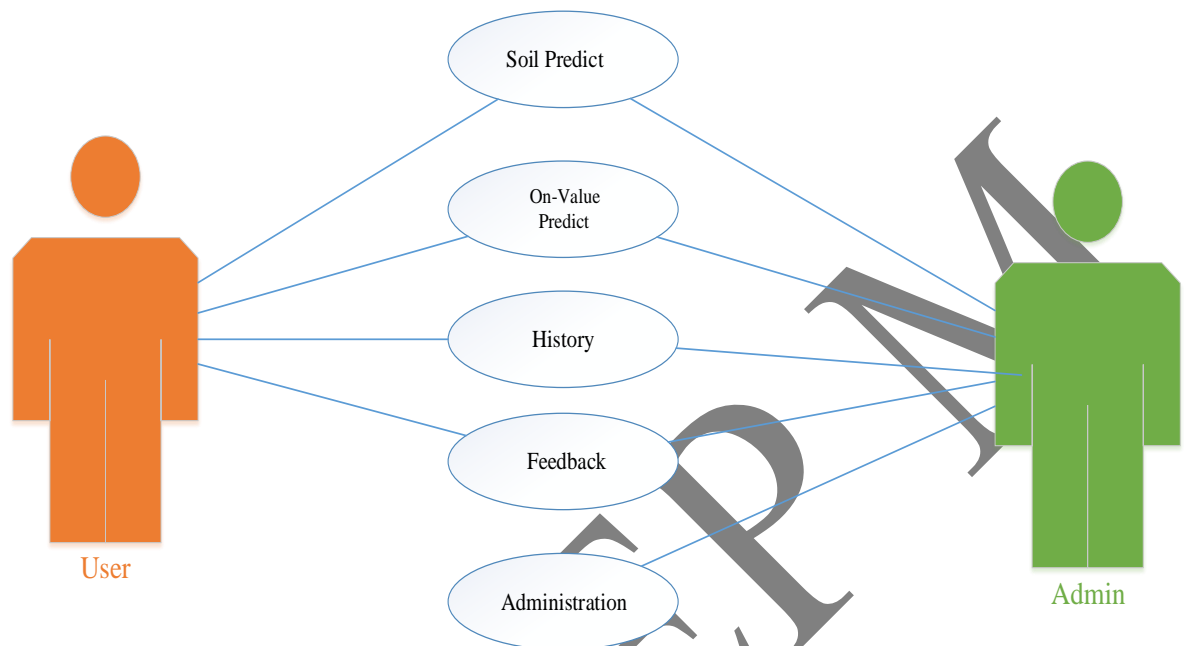 Soil Predict
On-Value
Predict
History
Feedback
Administration
User
Admin